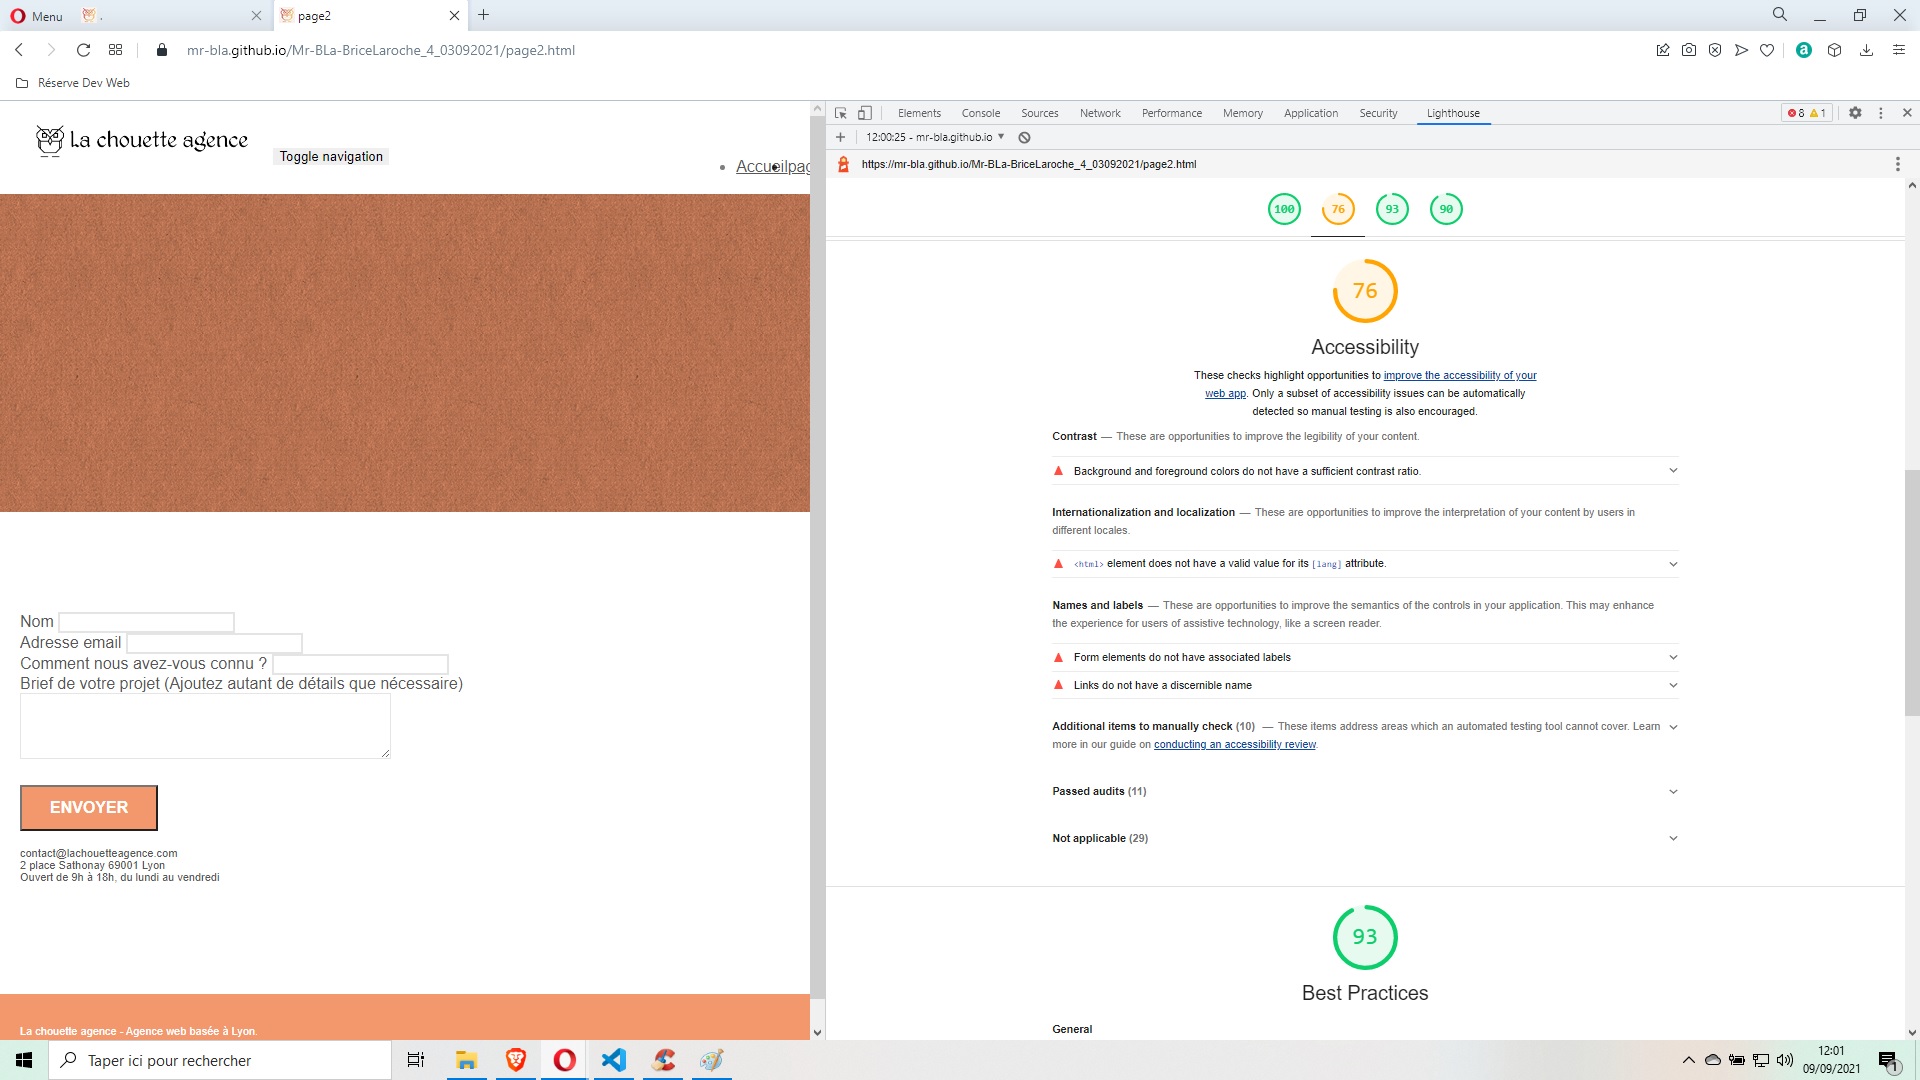 Menu
.
page2
mr-bla.github.io/Mr-BLa-BriceLaroche_4_03092021/page2.html
Réserve Dev Web
La chouette agence
Toggle navigation
Accueilpag
Nom
Adresse email
Comment nous avez-vous connu ?
Brief de votre projet (Ajoutez autant de détails que nécessaire)
ENVOYER
contact@lachouetteagence.com
2 place Sathonay 69001 Lyon
Ouvert de 9h à 18h, du lundi au vendredi
La chouette agence - Agence web basée à Lyon.
Elements Console Sources Network Performance Memory Application Security Lighthouse
8 1
12:00:25 - mr-bla.github.io
https://mr-bla.github.io/Mr-BLa-BriceLaroche_4_03092021/page2.html
100 76 93 90
76
Accessibility
These checks highlight opportunities to improve the accessibility of your
web app. Only a subset of accessibility issues can be automatically
detected so manual testing is also encouraged.
Contrast — These are opportunities to improve the legibility of your content.
Background and foreground colors do not have a sufficient contrast ratio.
Internationalization and localization — These are opportunities to improve the interpretation of your content by users in
different locales.
<html> element does not have a valid value for its [lang] attribute.
Names and labels — These are opportunities to improve the semantics of the controls in your application. This may enhance
the experience for users of assistive technology, like a screen reader.
Form elements do not have associated labels
Links do not have a discernible name
Additional items to manually check (10) — These items address areas which an automated testing tool cannot cover. Learn
more in our guide on conducting an accessibility review.
Passed audits (11)
Not applicable (29)
93
Best Practices
General
Taper ici pour rechercher
12:01
09/09/2021
1